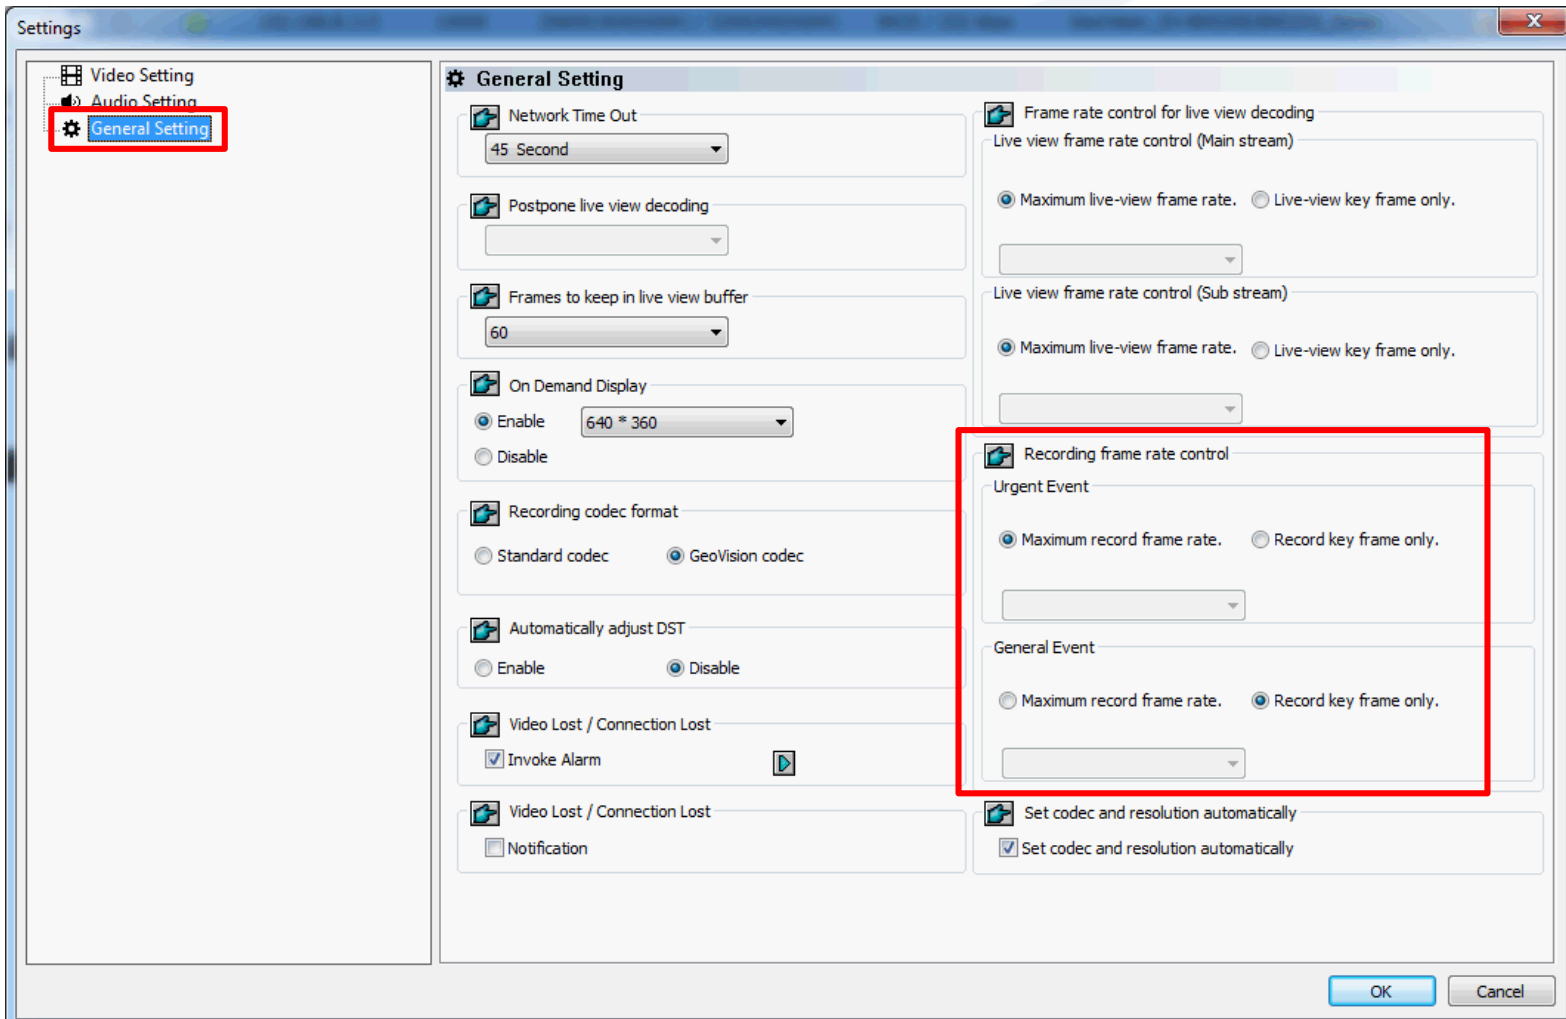 Settings
Video Setting
Audio Setting
General Setting
General Setting
Network Time Out
45 Second
Postpone live view decoding
Frames to keep in live view buffer
60
On Demand Display
Enable
640 * 360
Disable
Recording codec format
Standard codec
GeoVision codec
Automatically adjust DST
Enable
Disable
Video Lost / Connection Lost
Invoke Alarm
Video Lost / Connection Lost
Notification
Frame rate control for live view decoding
Live view frame rate control (Main stream)
Maximum live-view frame rate.
Live-view key frame only.
Live view frame rate control (Sub stream)
Maximum live-view frame rate.
Live-view key frame only.
Recording frame rate control
Urgent Event
Maximum record frame rate.
Record key frame only.
General Event
Maximum record frame rate.
Record key frame only.
Set codec and resolution automatically
Set codec and resolution automatically
OK
Cancel